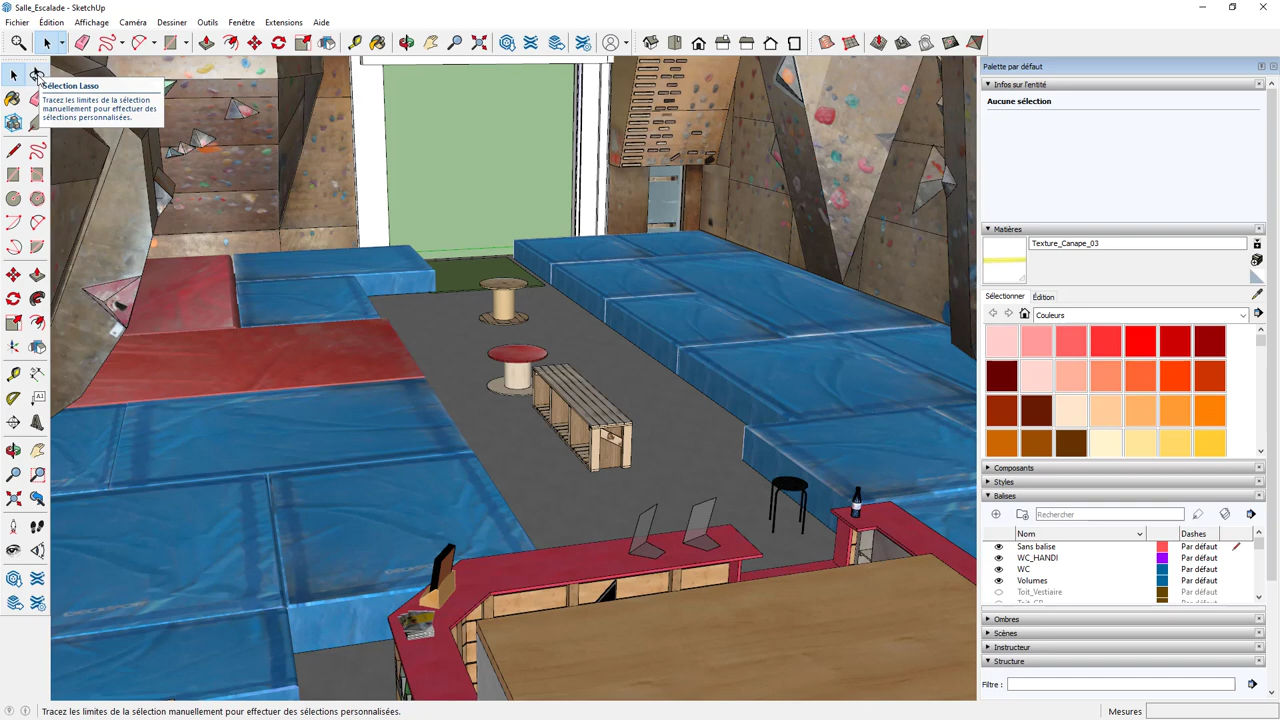 Salle_Escalade - SketchUp
Fichier Édition Affichage Caméra Dessiner Outils Fenêtre Extensions Aide
Sélection Lasso
Tracez les limites de la sélection
manuellement pour effectuer des
sélections personnalisées.
Palette par défaut
Infos sur l'entité
Aucune sélection
Matières
Texture_Canape_03
Sélectionner Édition
Couleurs
Composants
Styles
Balises
Rechercher
Nom Dashes
Sans balise Par défaut
WC_HANDI Par défaut
WC Par défaut
Volumes Par défaut
Toit_Vestiaire Par défaut
Ombres
Scènes
Instructeur
Structure
Filtre :
Tracez les limites de la sélection manuellement pour effectuer des sélections personnalisées.
Mesures